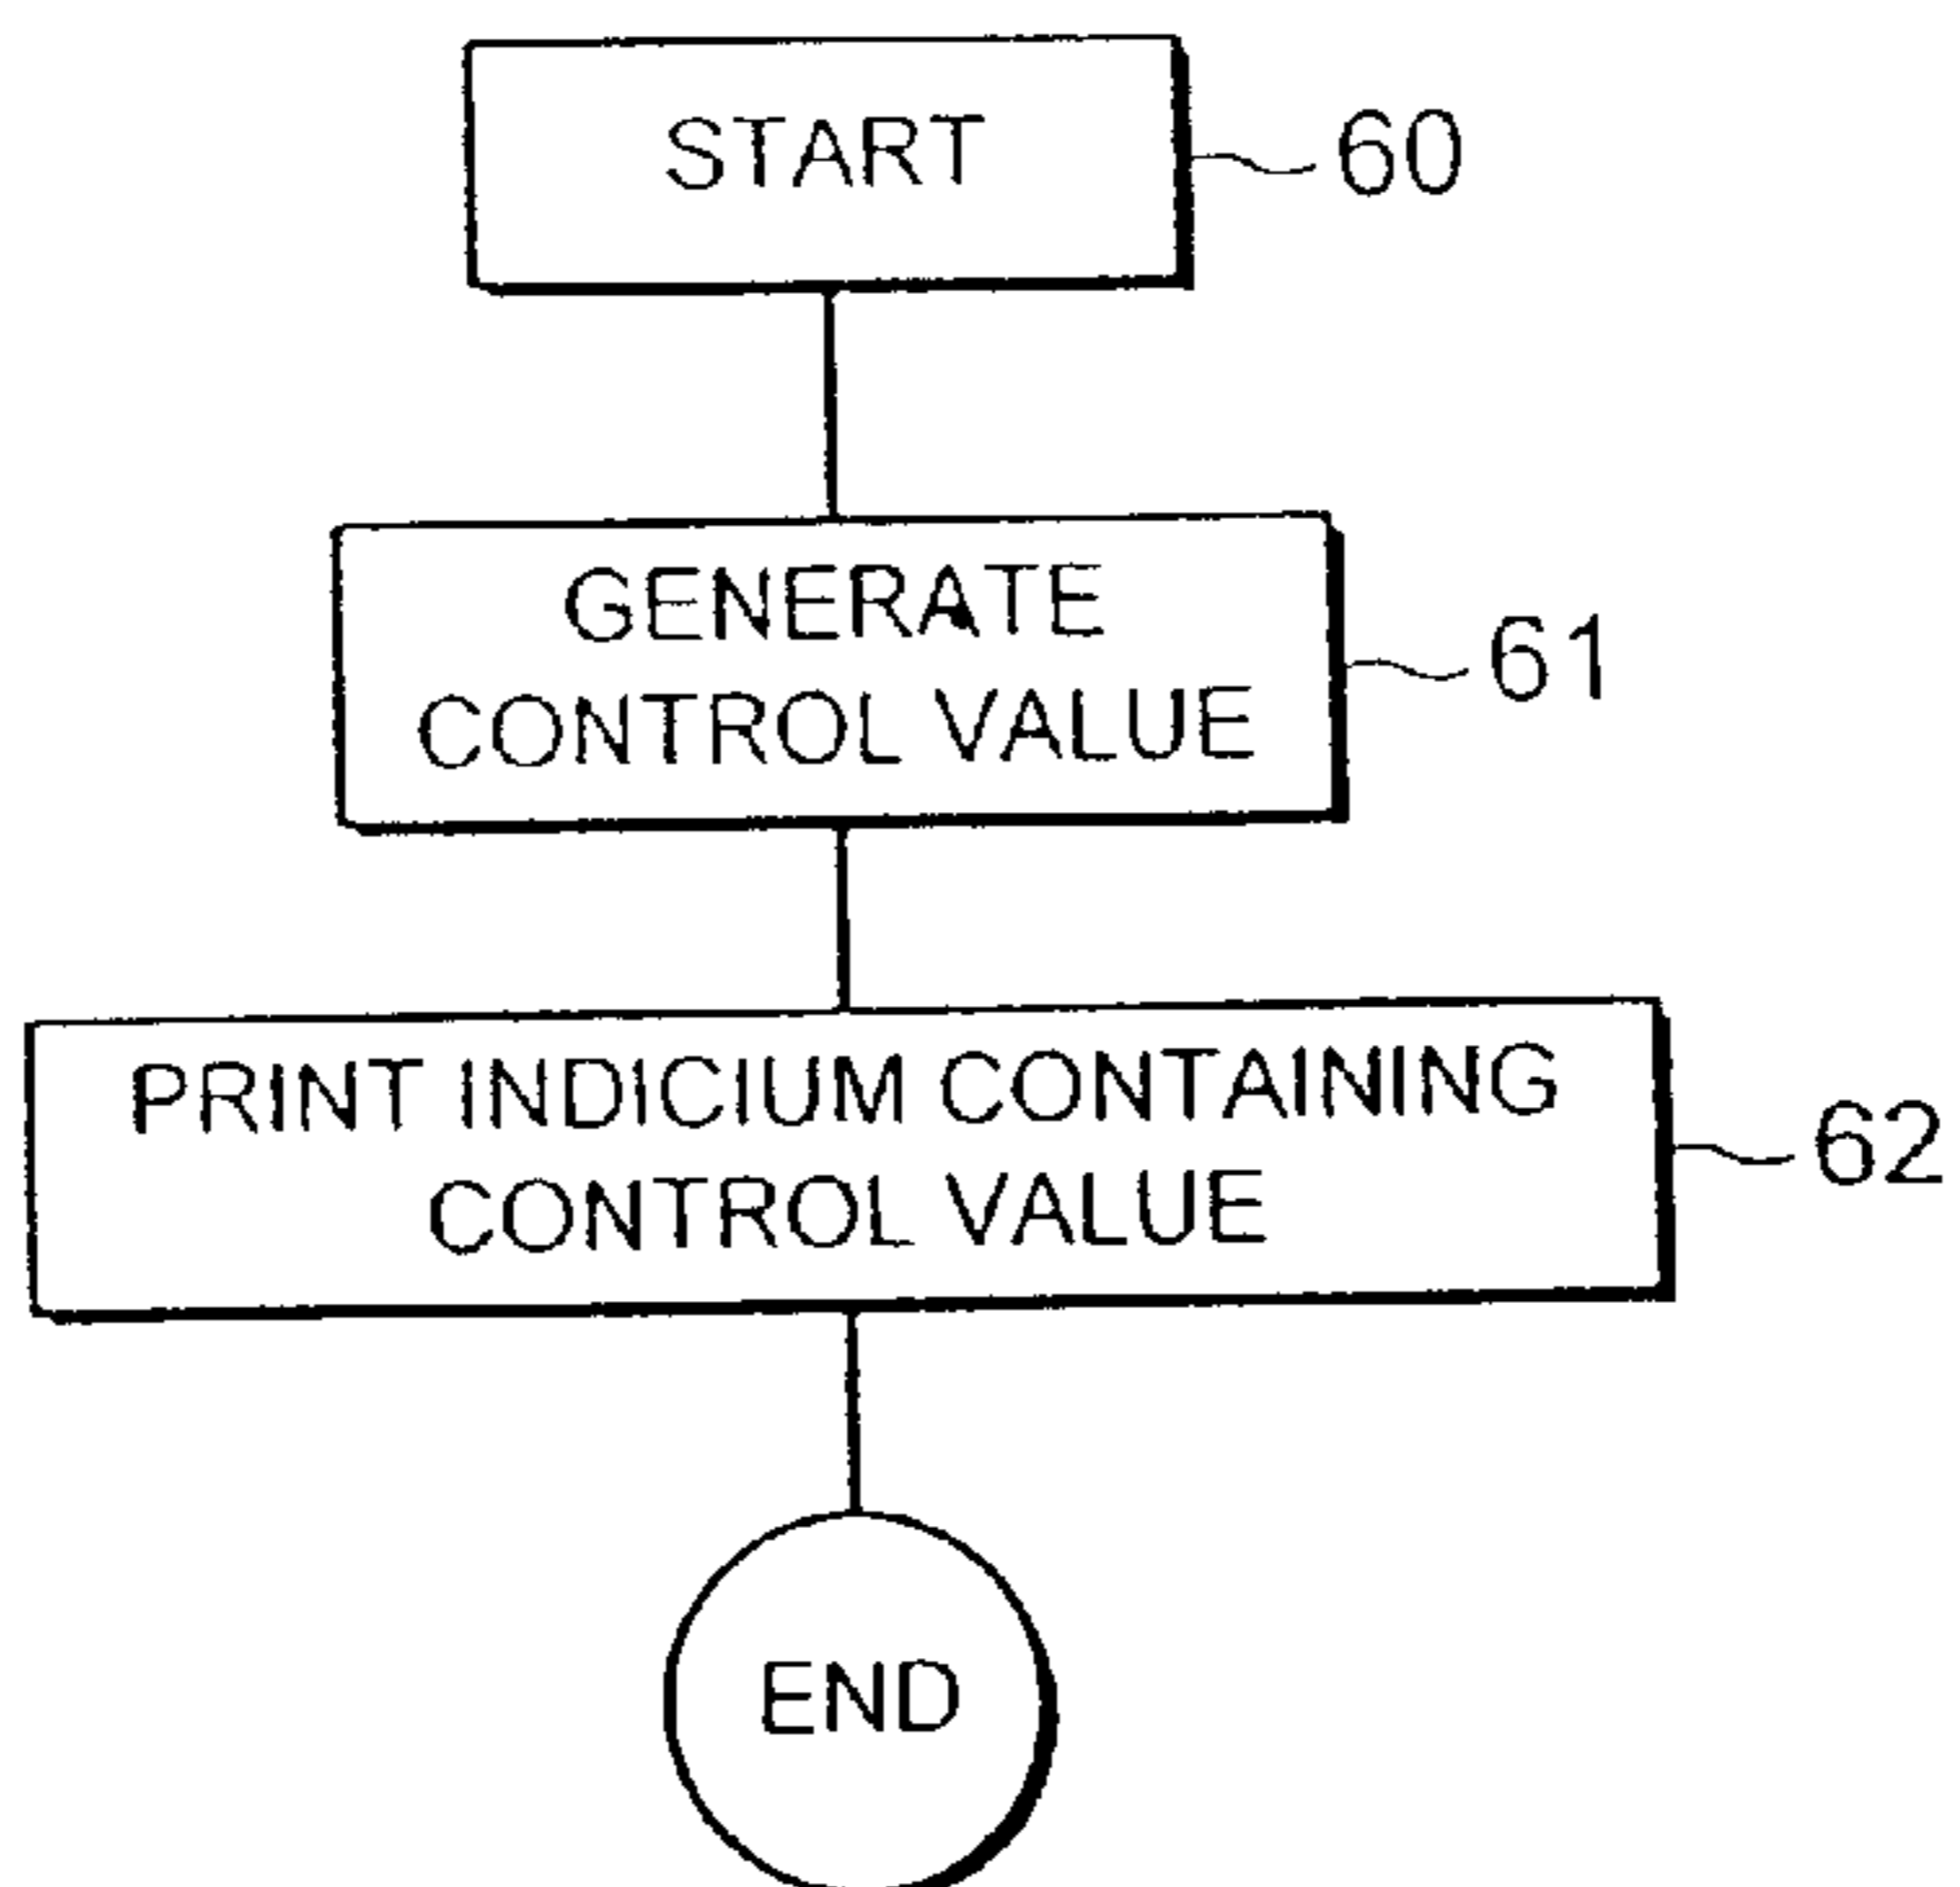 START
60
GENERATE
CONTROL VALUE
61
PRINT INDICIUM CONTAINING
CONTROL VALUE
62
END